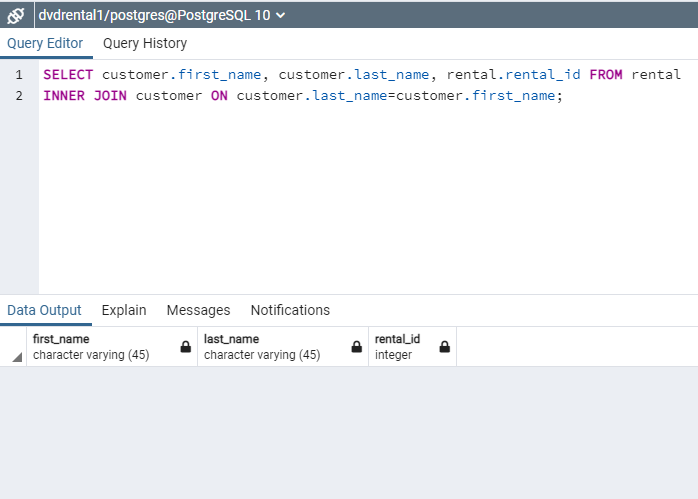 dvdrental1/postgres@PostgreSQL 10
Query Editor Query History
1 SELECT customer.first_name, customer.last_name, rental.rental_id FROM rental
2 INNER JOIN customer ON customer.last_name=customer.first_name;
Data Output Explain Messages Notifications
first_name last_name rental_id
character varying (45) character varying (45) integer